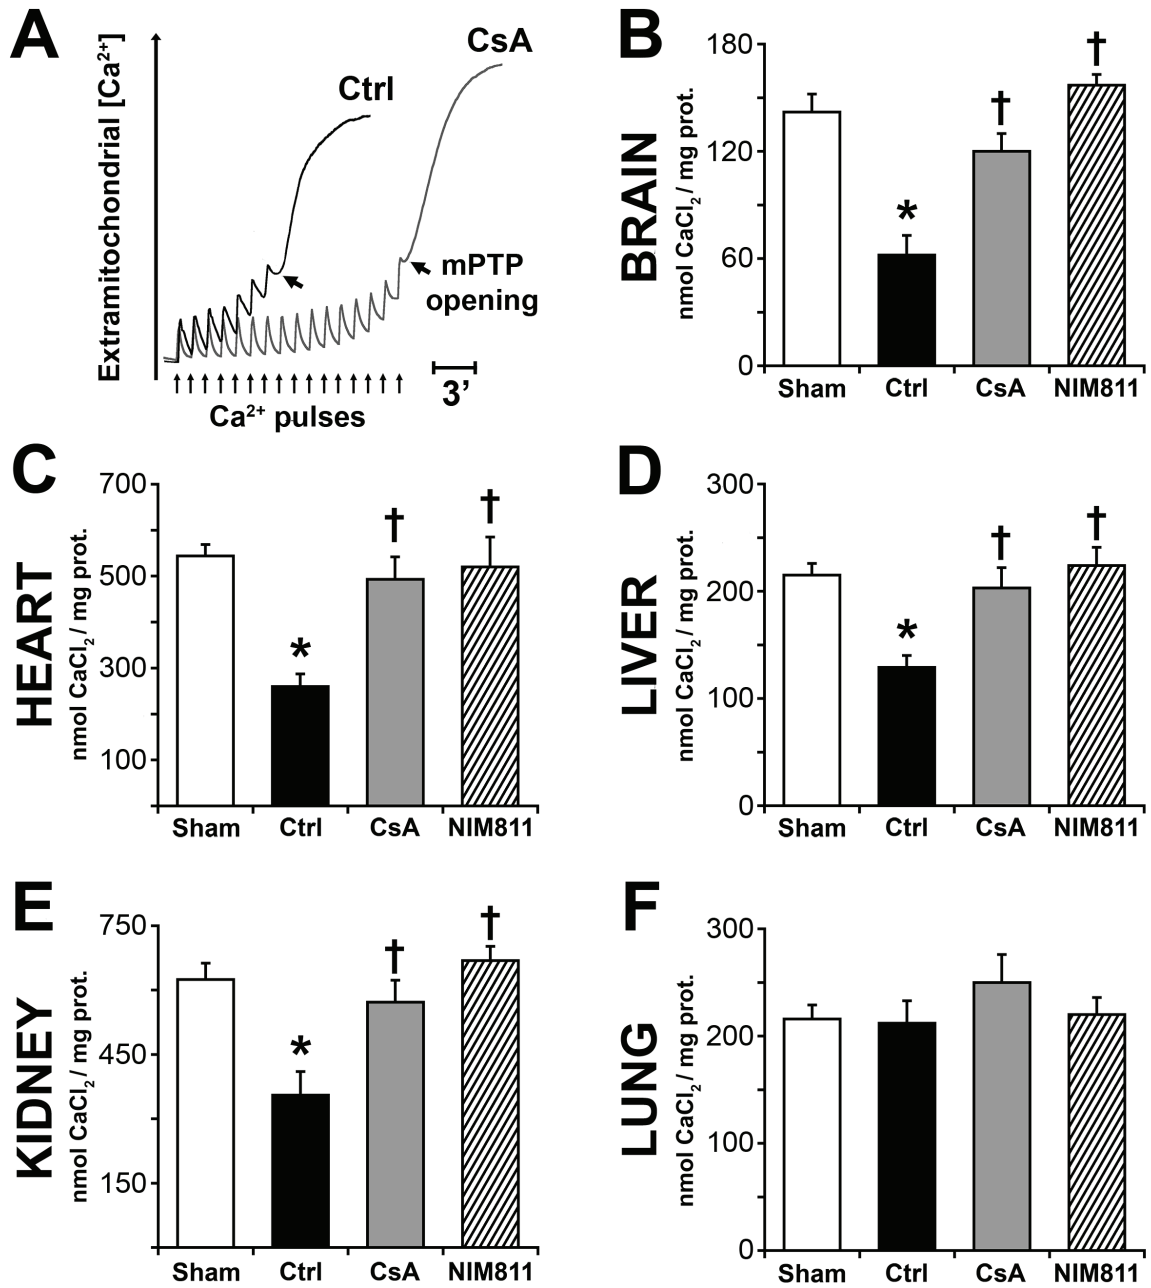 A
Extramitochondrial [Ca²⁺]
Ctrl
CsA
mPTP
opening
3’
Ca²⁺ pulses
B
BRAIN
nmol CaCl₂ / mg prot.
180
120
60
0
*
†
†
Sham Ctrl CsA NIM811
C
HEART
nmol CaCl₂ / mg prot.
700
500
300
100
*
†
†
Sham Ctrl CsA NIM811
D
LIVER
nmol CaCl₂ / mg prot.
300
200
100
0
*
†
†
Sham Ctrl CsA NIM811
E
KIDNEY
nmol CaCl₂ / mg prot.
750
450
150
*
†
†
Sham Ctrl CsA NIM811
F
LUNG
nmol CaCl₂ / mg prot.
300
200
100
0
Sham Ctrl CsA NIM811